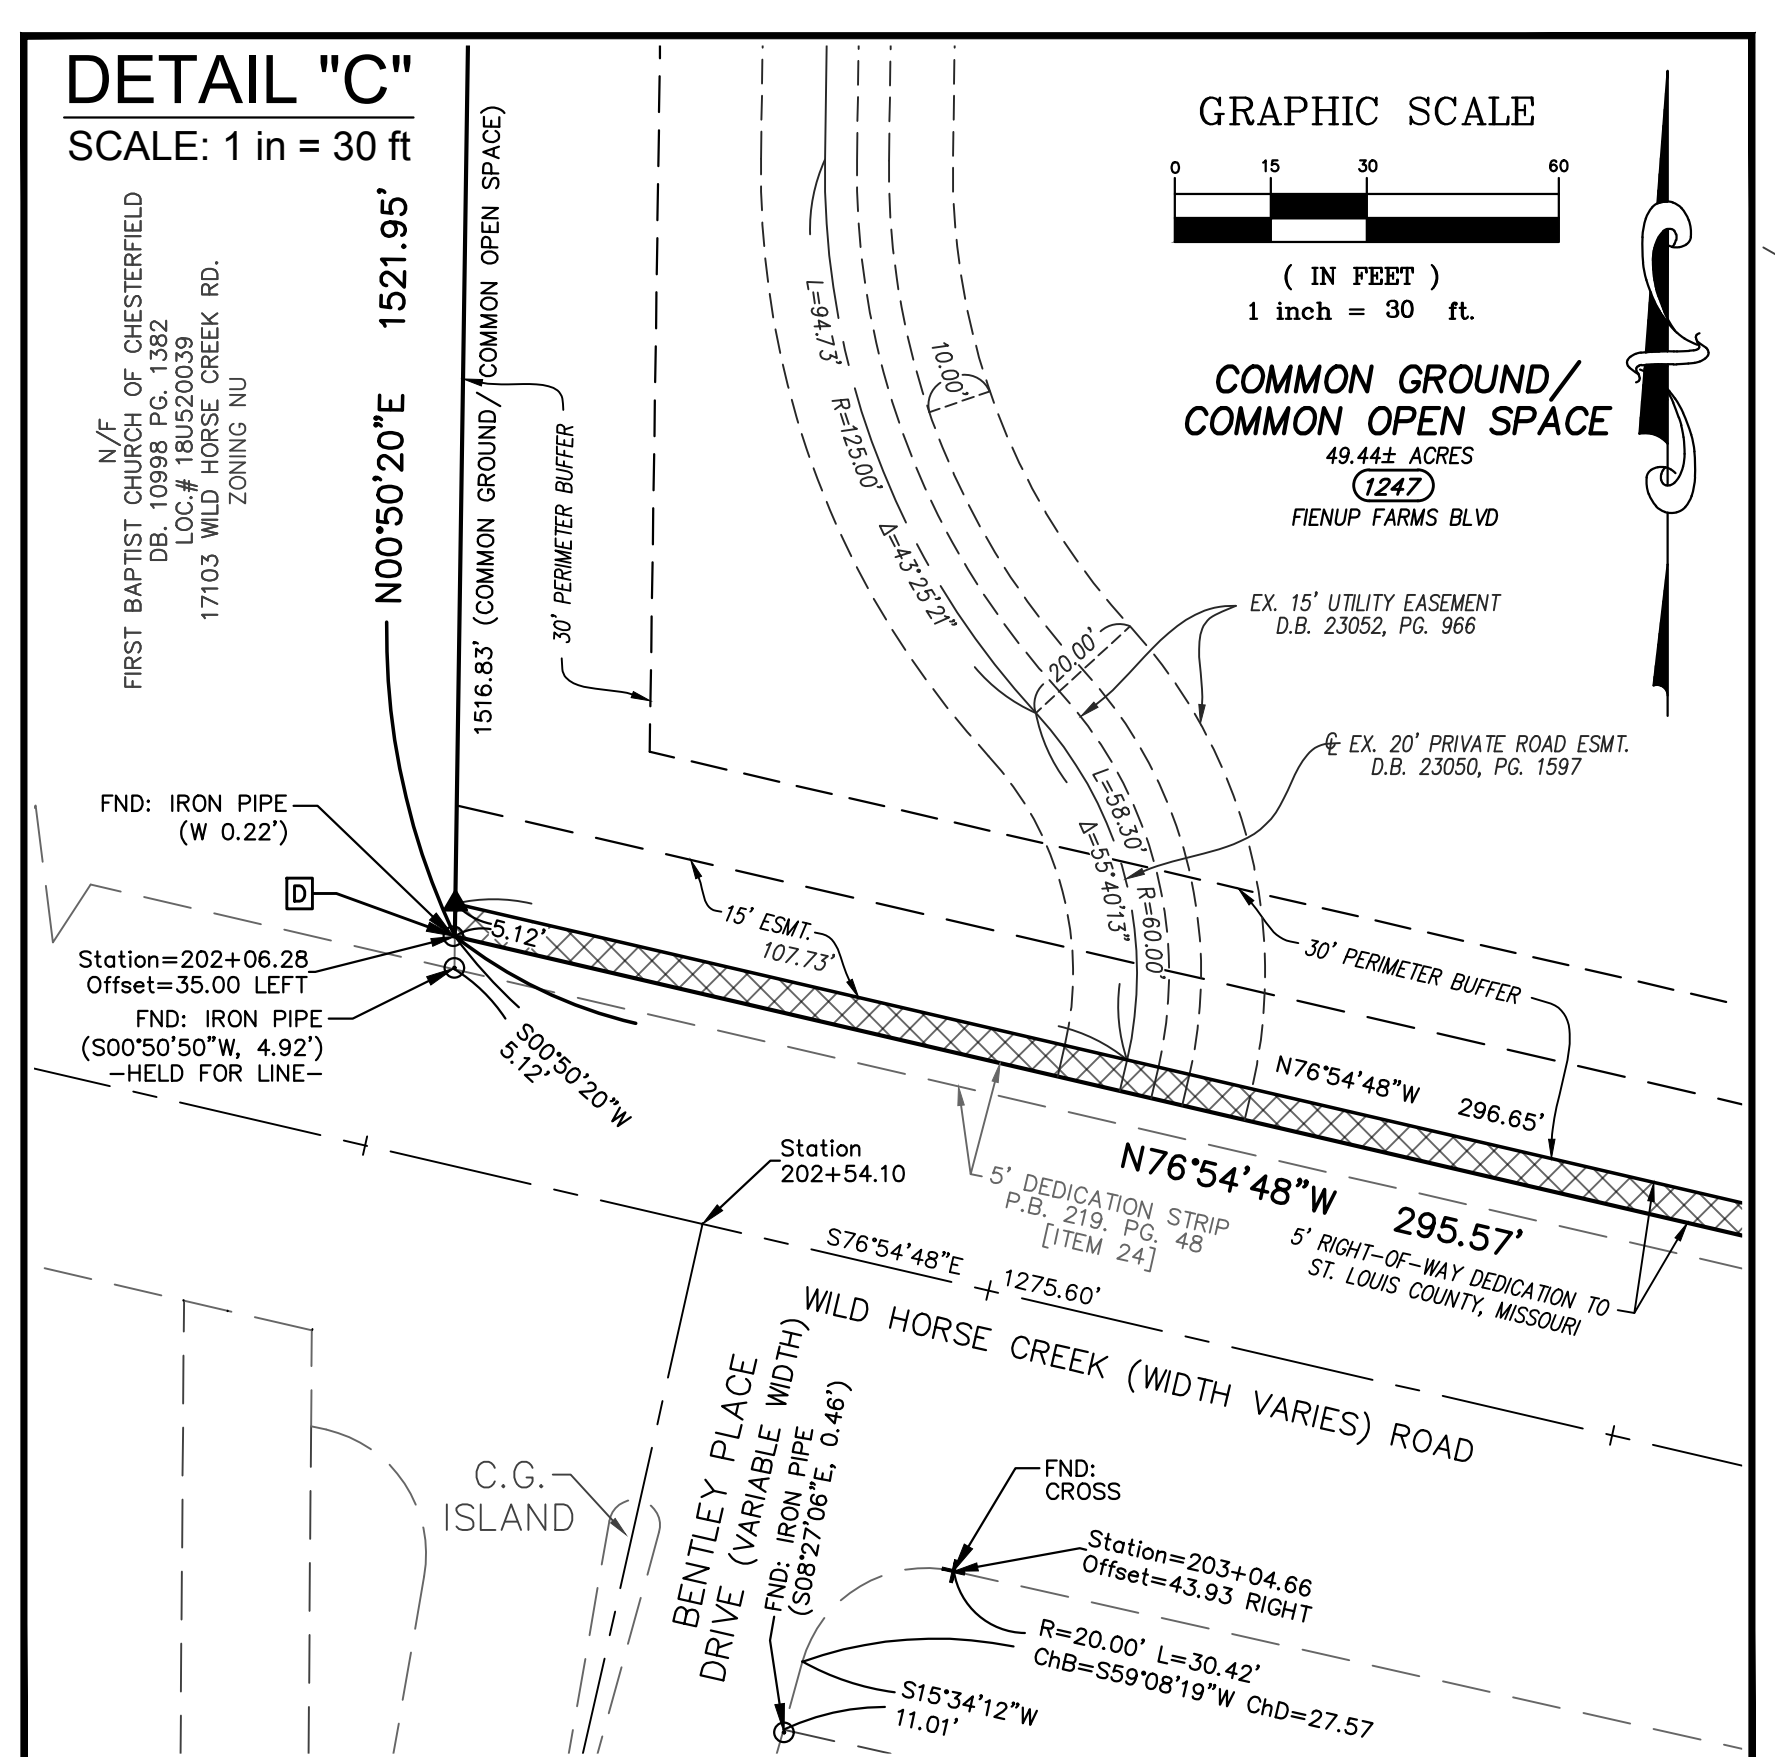 DETAIL "C"
SCALE: 1 in = 30 ft
N/F
FIRST BAPTIST CHURCH OF CHESTERFIELD
DB. 10998 PG. 1382
LOC.# 18U520039
17103 WILD HORSE CREEK RD.
ZONING NU
N00°50'20"E 1521.95'
1516.83' (COMMON GROUND/COMMON OPEN SPACE)
30' PERIMETER BUFFER
L=94.73'
R=125.00'
Δ=43°25'21"
10.00'
20.00'
GRAPHIC SCALE
0 15 30 60
( IN FEET )
1 inch = 30 ft.
COMMON GROUND/
COMMON OPEN SPACE
49.44± ACRES
1247
FIENUP FARMS BLVD
EX. 15' UTILITY EASEMENT
D.B. 23052, PG. 966
℄ EX. 20' PRIVATE ROAD ESMT.
D.B. 23050, PG. 1597
L=58.30'
Δ=55°40'13"
R=60.00'
FND: IRON PIPE
(W 0.22')
D
Station=202+06.28
Offset=35.00 LEFT
FND: IRON PIPE
(S00°50'50"W, 4.92')
-HELD FOR LINE-
5.12'
S00°50'20"W
5.12'
15' ESMT.
107.73'
30' PERIMETER BUFFER
N76°54'48"W 296.65'
N76°54'48"W 295.57'
5' DEDICATION STRIP
P.B. 219. PG. 48
[ITEM 24]
5' RIGHT-OF-WAY DEDICATION TO
ST. LOUIS COUNTY, MISSOURI
Station
202+54.10
S76°54'48"E 1275.60'
WILD HORSE CREEK (WIDTH VARIES) ROAD
BENTLEY PLACE
DRIVE (VARIABLE WIDTH)
FND: IRON PIPE
(S08°27'06"E, 0.46')
C.G.
ISLAND
FND:
CROSS
Station=203+04.66
Offset=43.93 RIGHT
R=20.00' L=30.42'
ChB=S59°08'19"W ChD=27.57
S15°34'12"W
11.01'